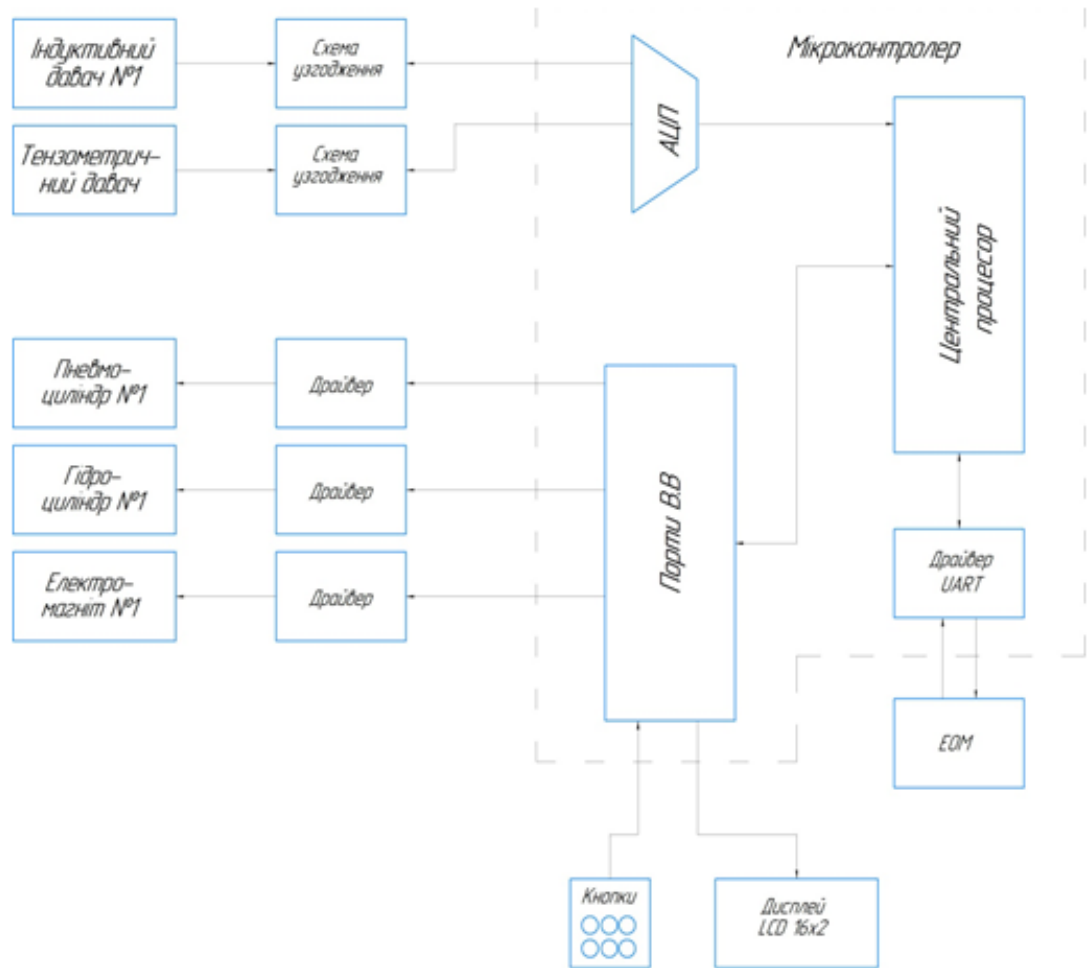 Індуктивний
давач №1
Схема
узгодження
Мікроконтролер
АЦП
Тензометрич-
ний давач
Схема
узгодження
Центральний
процесор
Пневмо-
циліндр №1
Драйвер
Порти В.В
Гідро-
циліндр №1
Драйвер
Електро-
магніт №1
Драйвер
Драйвер
UART
ЕОМ
Кнопки
Дисплей
LCD 16x2